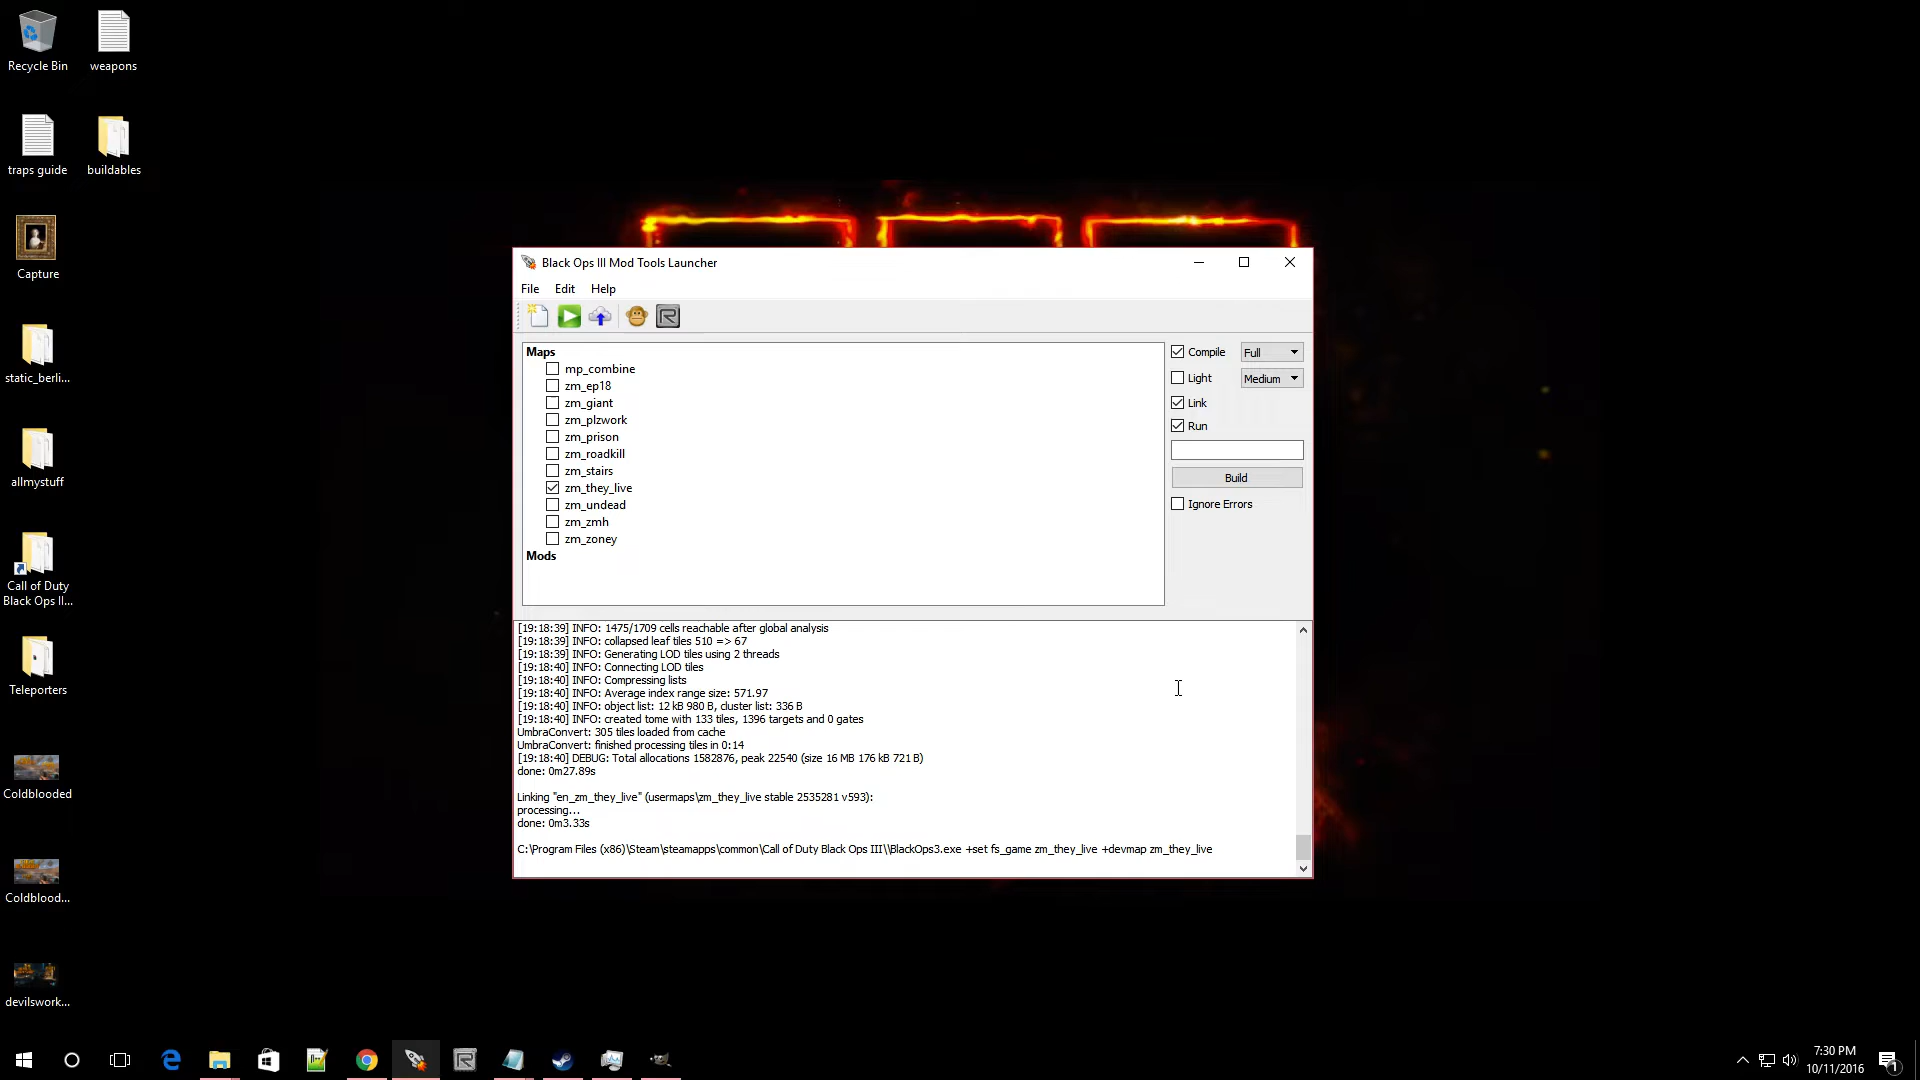 Recycle Bin
weapons
traps guide
buildables
Capture
static_berli...
allmystuff
Call of Duty
Black Ops II...
Teleporters
Coldblooded
Coldblood...
devilswork...
Black Ops III Mod Tools Launcher
File Edit Help
Maps
mp_combine
zm_ep18
zm_giant
zm_plzwork
zm_prison
zm_roadkill
zm_stairs
zm_they_live
zm_undead
zm_zmh
zm_zoney
Mods
Compile Full
Light Medium
Link
Run
Build
Ignore Errors
[19:18:39] INFO: 1475/1709 cells reachable after global analysis
[19:18:39] INFO: collapsed leaf tiles 510 => 67
[19:18:39] INFO: Generating LOD tiles using 2 threads
[19:18:40] INFO: Connecting LOD tiles
[19:18:40] INFO: Compressing lists
[19:18:40] INFO: Average index range size: 571.97
[19:18:40] INFO: object list: 12 kB 980 B, cluster list: 336 B
[19:18:40] INFO: created tome with 133 tiles, 1396 targets and 0 gates
UmbraConvert: 305 tiles loaded from cache
UmbraConvert: finished processing tiles in 0:14
[19:18:40] DEBUG: Total allocations 1582876, peak 22540 (size 16 MB 176 kB 721 B)
done: 0m27.89s
Linking "en_zm_they_live" (usermaps\zm_they_live stable 2535281 v593):
processing...
done: 0m3.33s
C:\Program Files (x86)\Steam\steamapps\common\Call of Duty Black Ops III\\BlackOps3.exe +set fs_game zm_they_live +devmap zm_they_live
7:30 PM
10/11/2016
1